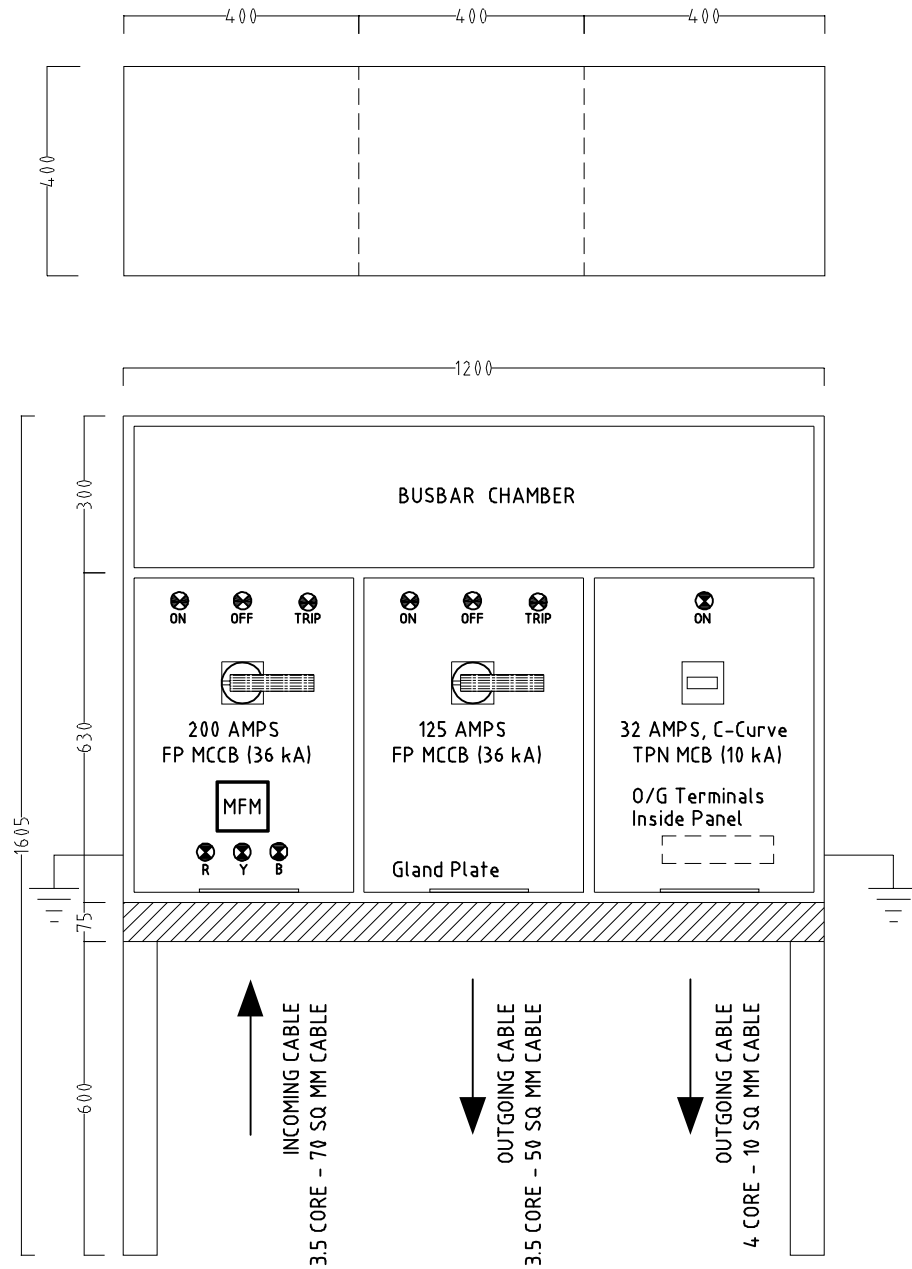 400
400
400
400
1200
300
BUSBAR CHAMBER
ON
OFF
TRIP
ON
OFF
TRIP
ON
630
200 AMPS
FP MCCB (36 kA)
125 AMPS
FP MCCB (36 kA)
32 AMPS, C-Curve
TPN MCB (10 kA)
MFM
O/G Terminals
Inside Panel
1605
R
Y
B
Gland Plate
75
600
INCOMING CABLE
3.5 CORE - 70 SQ MM CABLE
OUTGOING CABLE
3.5 CORE - 50 SQ MM CABLE
OUTGOING CABLE
4 CORE - 10 SQ MM CABLE